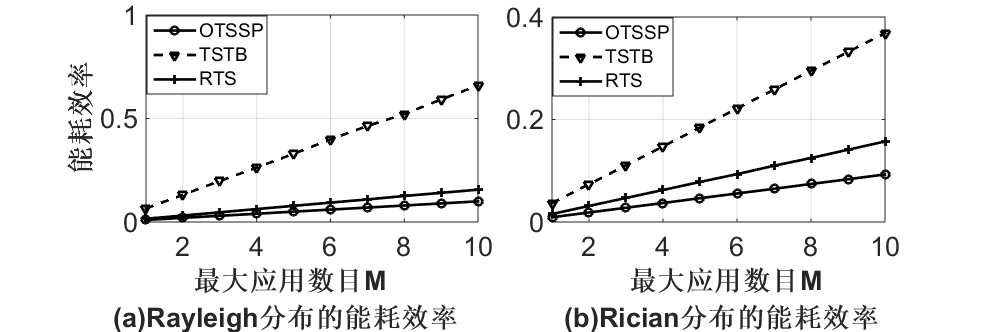 1
0.5
0
能耗效率
OTSSP
TSTB
RTS
2 4 6 8 10
最大应用数目M
(a)Rayleigh分布的能耗效率
0.4
0.2
0
OTSSP
TSTB
RTS
2 4 6 8 10
最大应用数目M
(b)Rician分布的能耗效率